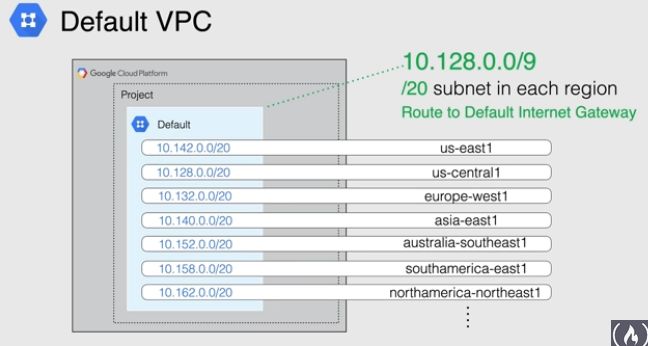 Default VPC
10.128.0.0/9
/20 subnet in each region
Route to Default Internet Gateway
Google Cloud Platform
Project
Default
10.142.0.0/20 us-east1
10.128.0.0/20 us-central1
10.132.0.0/20 europe-west1
10.140.0.0/20 asia-east1
10.152.0.0/20 australia-southeast1
10.158.0.0/20 southamerica-east1
10.162.0.0/20 northamerica-northeast1